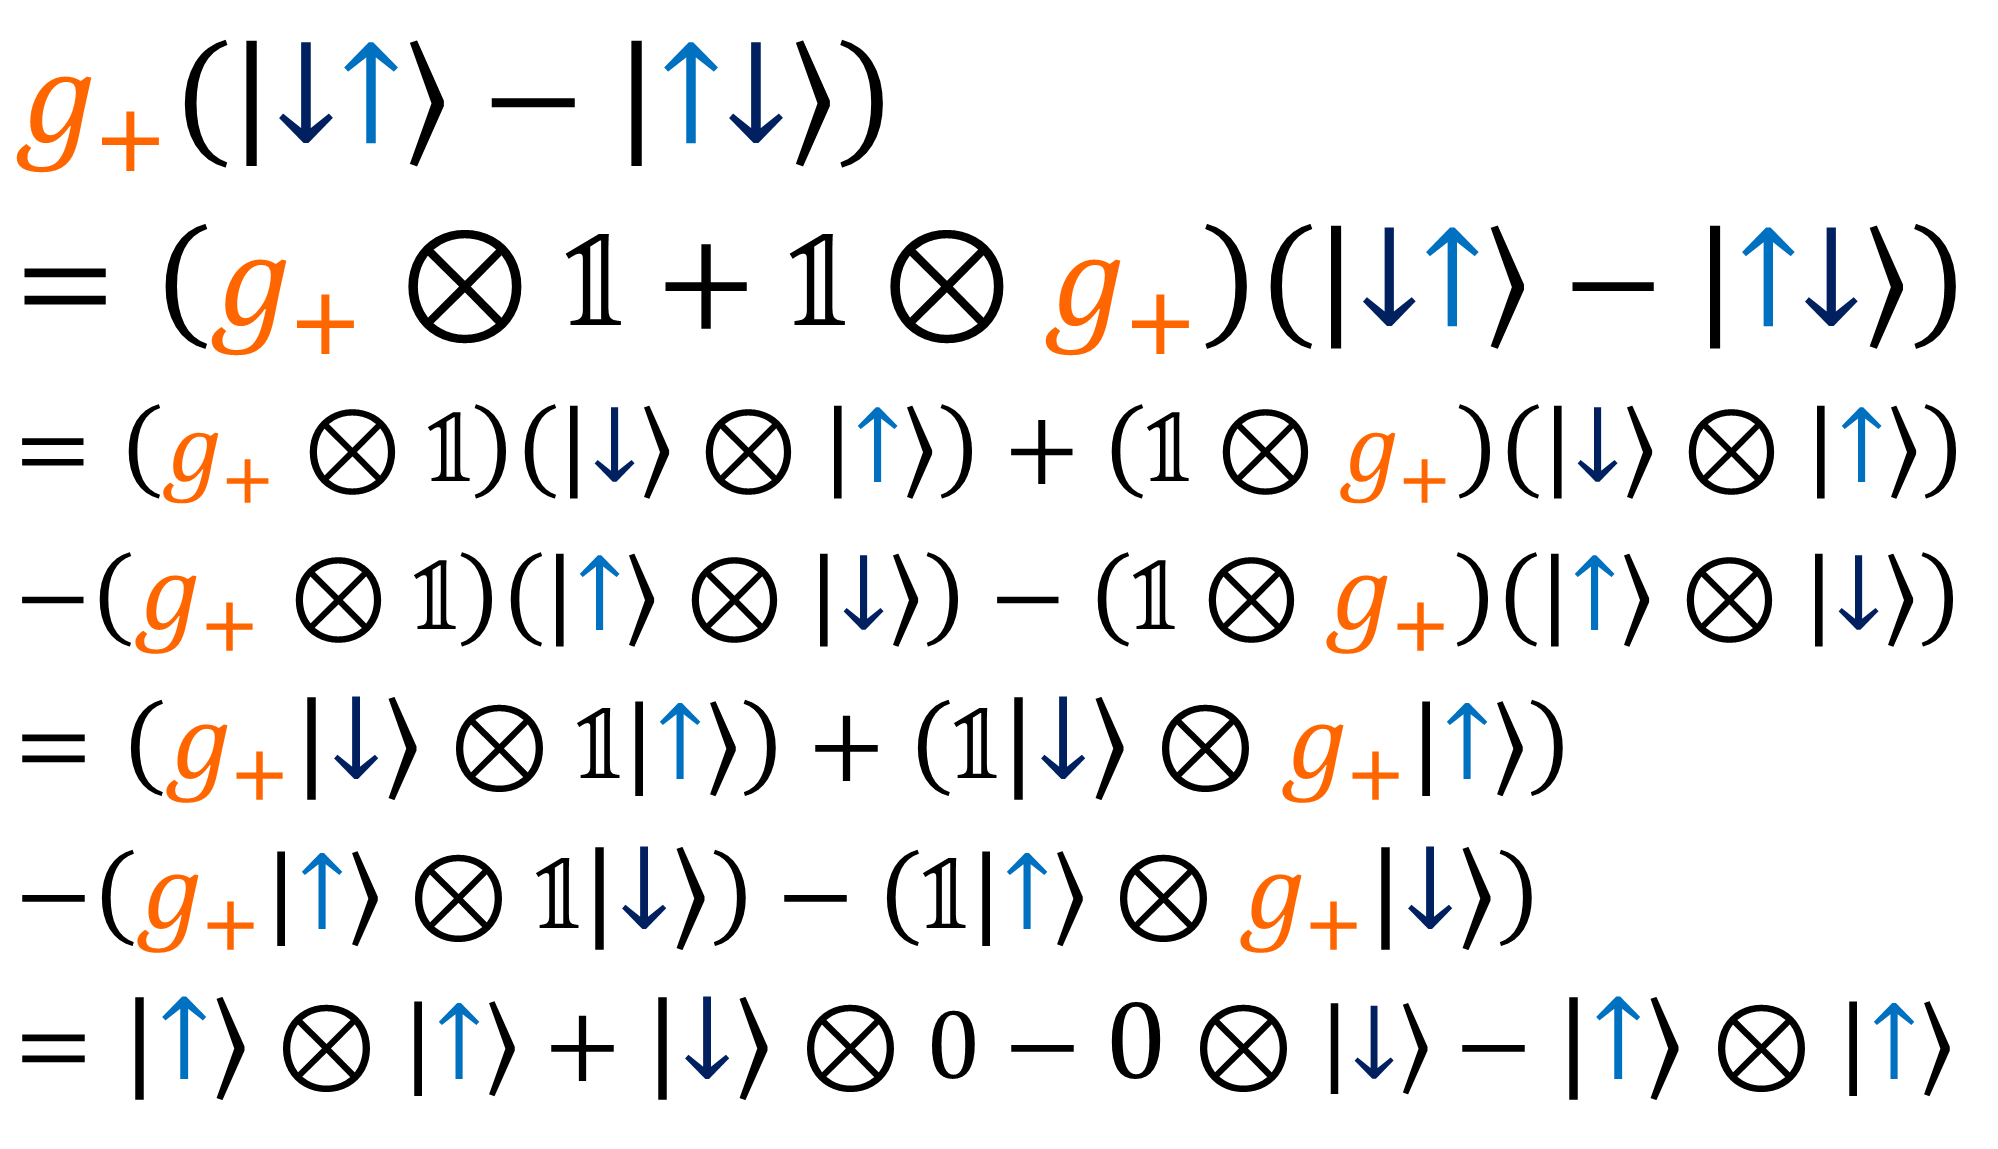 g₊(|↓↑⟩ − |↑↓⟩)
= (g₊ ⊗ 𝟙 + 𝟙 ⊗ g₊)(|↓↑⟩ − |↑↓⟩)
= (g₊ ⊗ 𝟙)(|↓⟩ ⊗ |↑⟩) + (𝟙 ⊗ g₊)(|↓⟩ ⊗ |↑⟩)
−(g₊ ⊗ 𝟙)(|↑⟩ ⊗ |↓⟩) − (𝟙 ⊗ g₊)(|↑⟩ ⊗ |↓⟩)
= (g₊|↓⟩ ⊗ 𝟙|↑⟩) + (𝟙|↓⟩ ⊗ g₊|↑⟩)
−(g₊|↑⟩ ⊗ 𝟙|↓⟩) − (𝟙|↑⟩ ⊗ g₊|↓⟩)
= |↑⟩ ⊗ |↑⟩ + |↓⟩ ⊗ 0 − 0 ⊗ |↓⟩ − |↑⟩ ⊗ |↑⟩